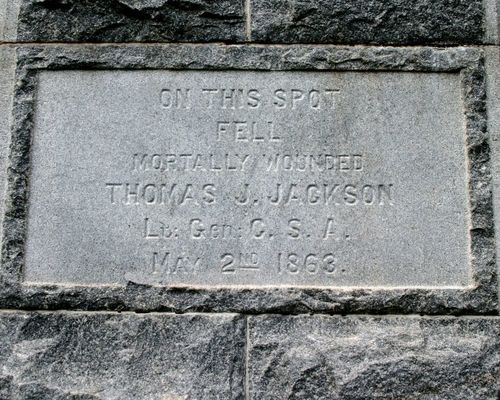 ON THIS SPOT
FELL
MORTALLY WOUNDED
THOMAS J. JACKSON
Lt. Gen. C. S. A.
MAY 2ND 1863.